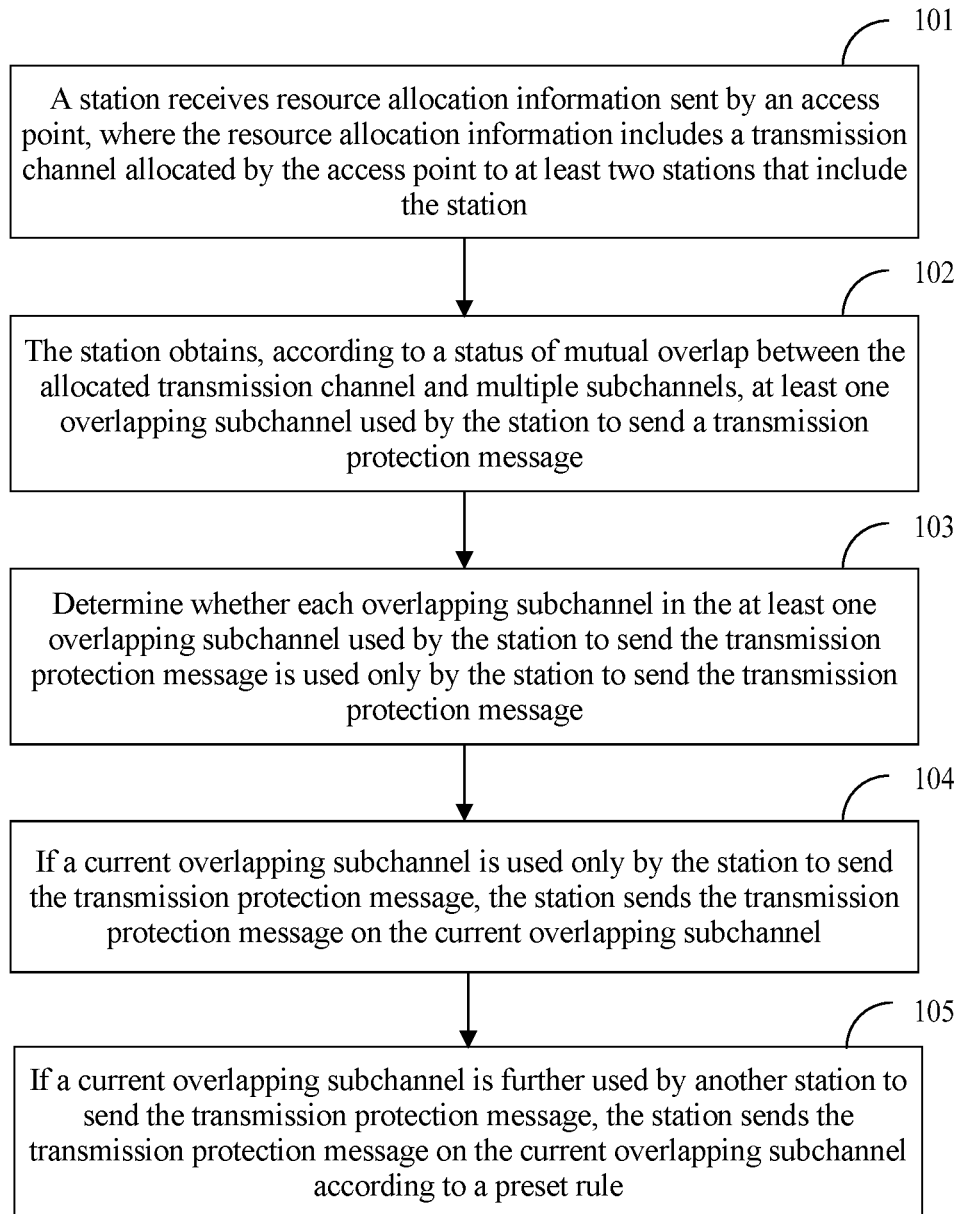 101
A station receives resource allocation information sent by an access
point, where the resource allocation information includes a transmission
channel allocated by the access point to at least two stations that include
the station
102
The station obtains, according to a status of mutual overlap between the
allocated transmission channel and multiple subchannels, at least one
overlapping subchannel used by the station to send a transmission
protection message
103
Determine whether each overlapping subchannel in the at least one
overlapping subchannel used by the station to send the transmission
protection message is used only by the station to send the transmission
protection message
104
If a current overlapping subchannel is used only by the station to send
the transmission protection message, the station sends the transmission
protection message on the current overlapping subchannel
105
If a current overlapping subchannel is further used by another station to
send the transmission protection message, the station sends the
transmission protection message on the current overlapping subchannel
according to a preset rule